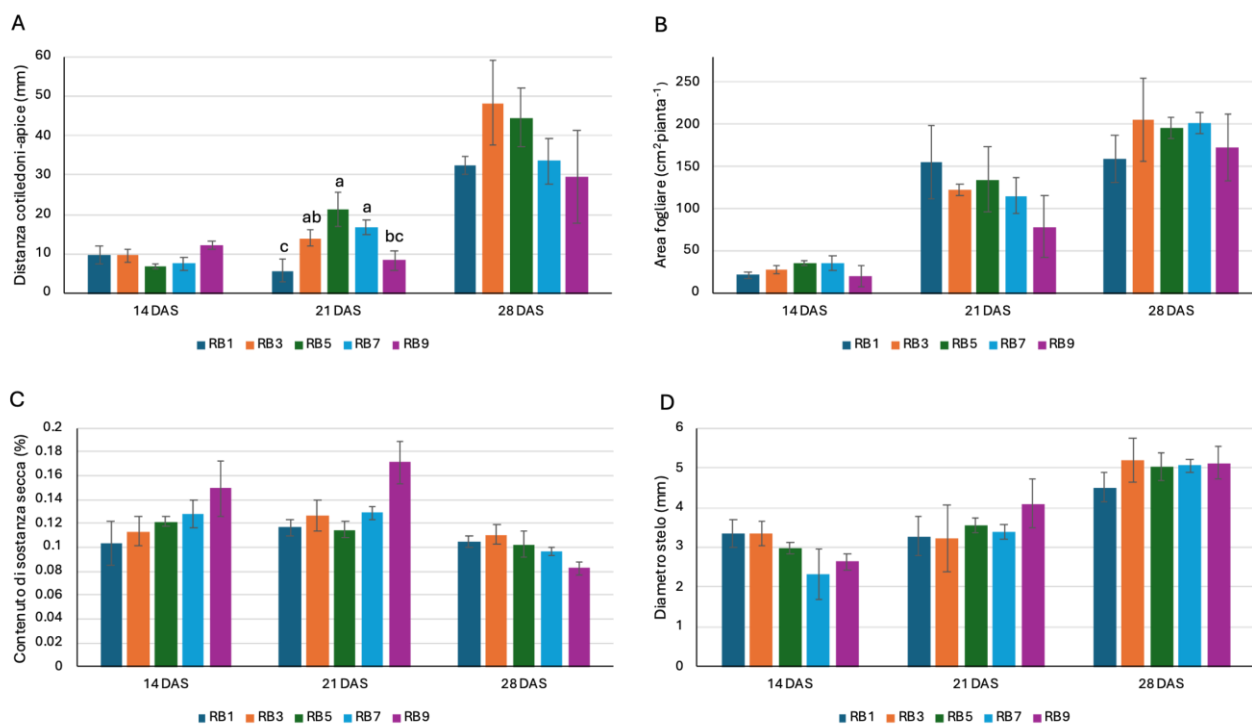 A
Distanza cotiledoni-apice (mm)
60
50
40
30
20
10
0
c
ab
a
a
bc
14 DAS
21 DAS
28 DAS
RB1 RB3 RB5 RB7 RB9
B
Area fogliare (cm²pianta⁻¹)
250
200
150
100
50
0
14 DAS
21 DAS
28 DAS
RB1 RB3 RB5 RB7 RB9
C
Contenuto di sostanza secca (%)
0.2
0.18
0.16
0.14
0.12
0.1
0.08
0.06
0.04
0.02
0
14 DAS
21 DAS
28 DAS
RB1 RB3 RB5 RB7 RB9
D
Diametro stelo (mm)
6
5
4
3
2
1
0
14 DAS
21 DAS
28 DAS
RB1 RB3 RB5 RB7 RB9